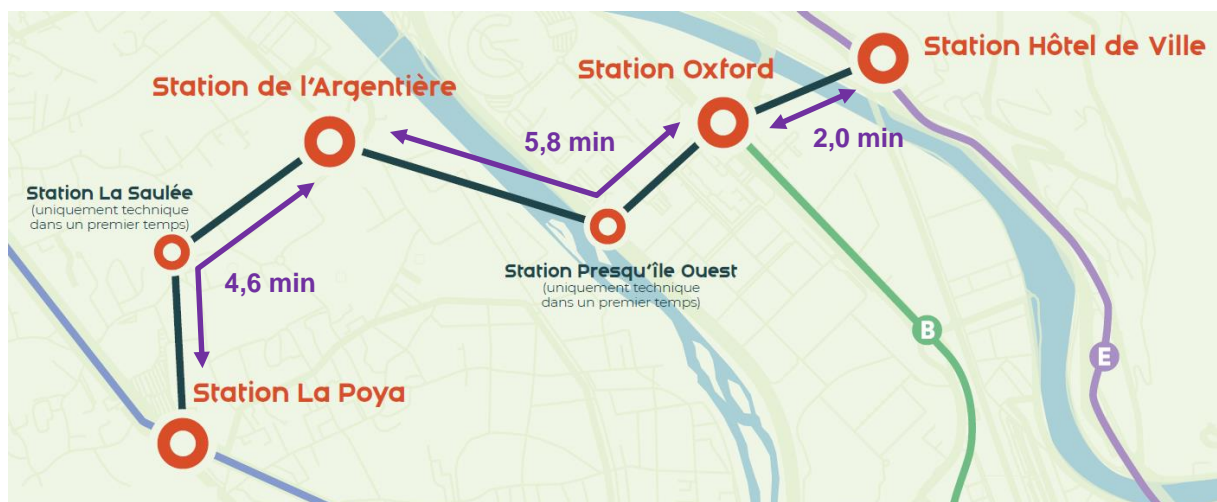 Station Hôtel de Ville
Station Oxford
Station de l'Argentière
5,8 min
2,0 min
Station La Saulée
(uniquement technique
dans un premier temps)
Station Presqu'île Ouest
(uniquement technique
dans un premier temps)
4,6 min
B
E
Station La Poya